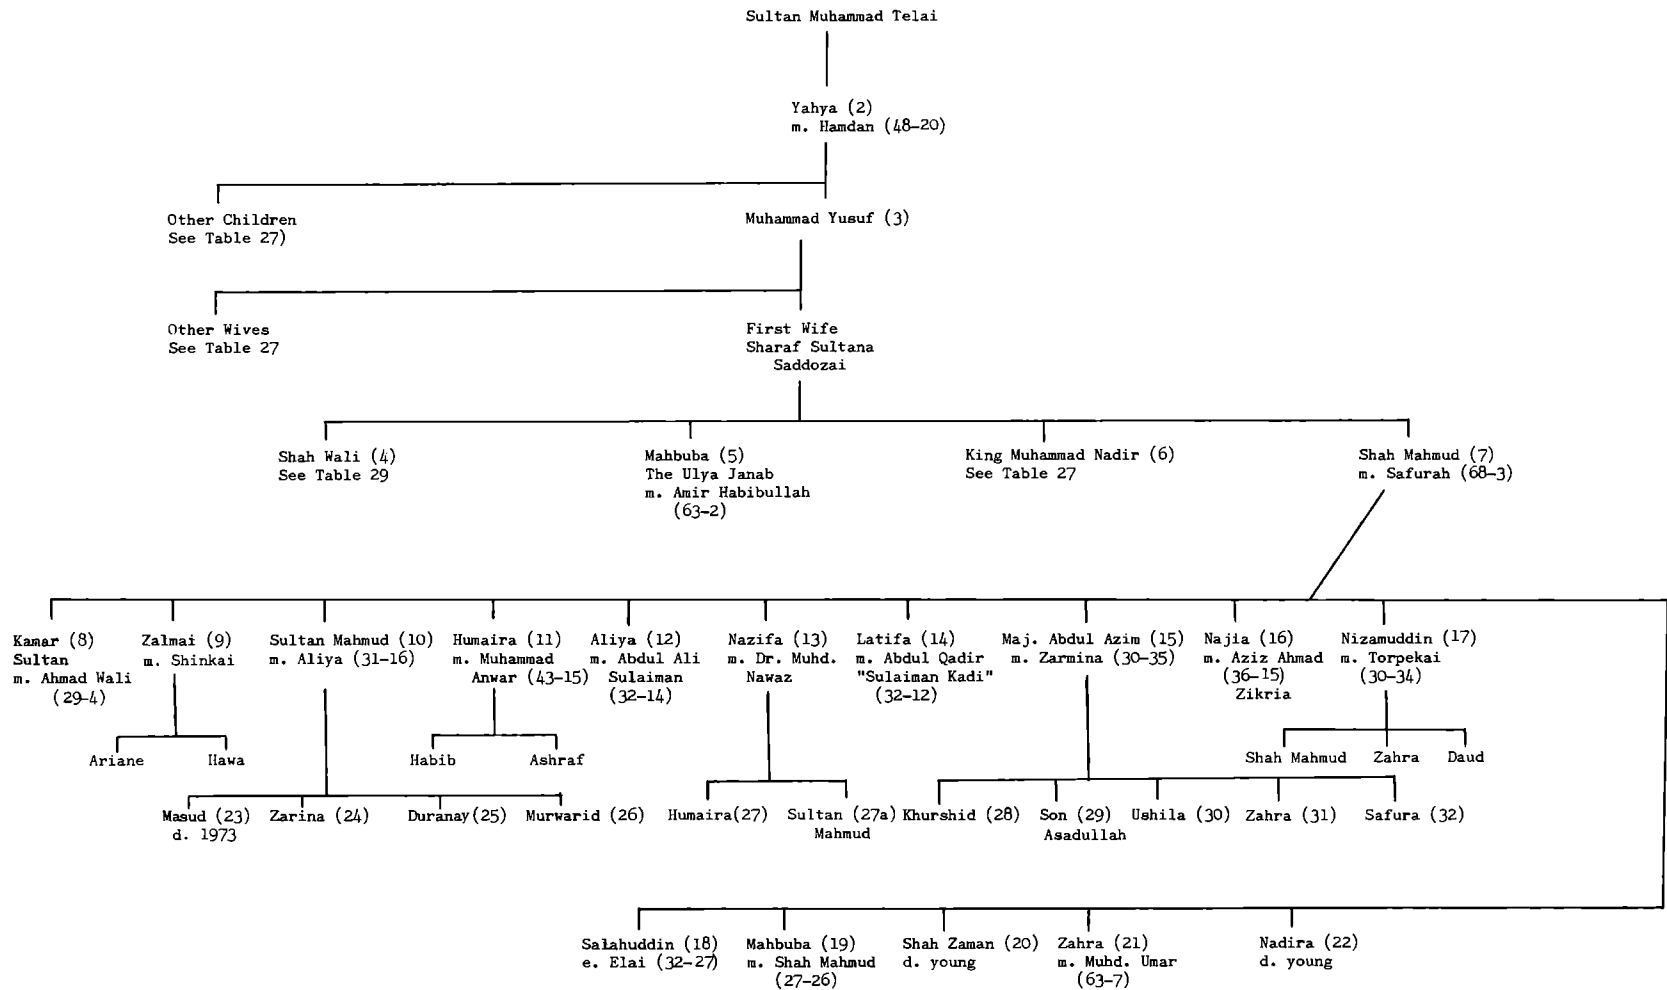 Sultan Muhammad Telai
Yahya (2)
m. Hamdan (48-20)
Other Children
See Table 27)
Muhammad Yusuf (3)
Other Wives
See Table 27
First Wife
Sharaf Sultana
Saddozai
Shah Wali (4)
See Table 29
Mahbuba (5)
The Ulya Janab
m. Amir Habibullah
(63-2)
King Muhammad Nadir (6)
See Table 27
Shah Mahmud (7)
m. Safurah (68-3)
Kamar (8)
Sultan
m. Ahmad Wali
(29-4)
Zalmai (9)
m. Shinkai
Sultan Mahmud (10)
m. Aliya (31-16)
Humaira (11)
m. Muhammad
Anwar (43-15)
Aliya (12)
m. Abdul Ali
Sulaiman
(32-14)
Nazifa (13)
m. Dr. Muhd.
Nawaz
Latifa (14)
m. Abdul Qadir
"Sulaiman Kadi"
(32-12)
Maj. Abdul Azim (15)
m. Zarmina (30-35)
Najia (16)
m. Aziz Ahmad
(36-15)
Zikria
Nizamuddin (17)
m. Torpekai
(30-34)
Ariane
Hawa
Habib
Ashraf
Shah Mahmud
Zahra
Daud
Masud (23)
d. 1973
Zarina (24)
Duranay(25)
Murwarid (26)
Humaira(27)
Sultan (27a)
Mahmud
Khurshid (28)
Son (29)
Asadullah
Ushila (30)
Zahra (31)
Safura (32)
Salahuddin (18)
e. Elai (32-27)
Mahbuba (19)
m. Shah Mahmud
(27-26)
Shah Zaman (20)
d. young
Zahra (21)
m. Muhd. Umar
(63-7)
Nadira (22)
d. young